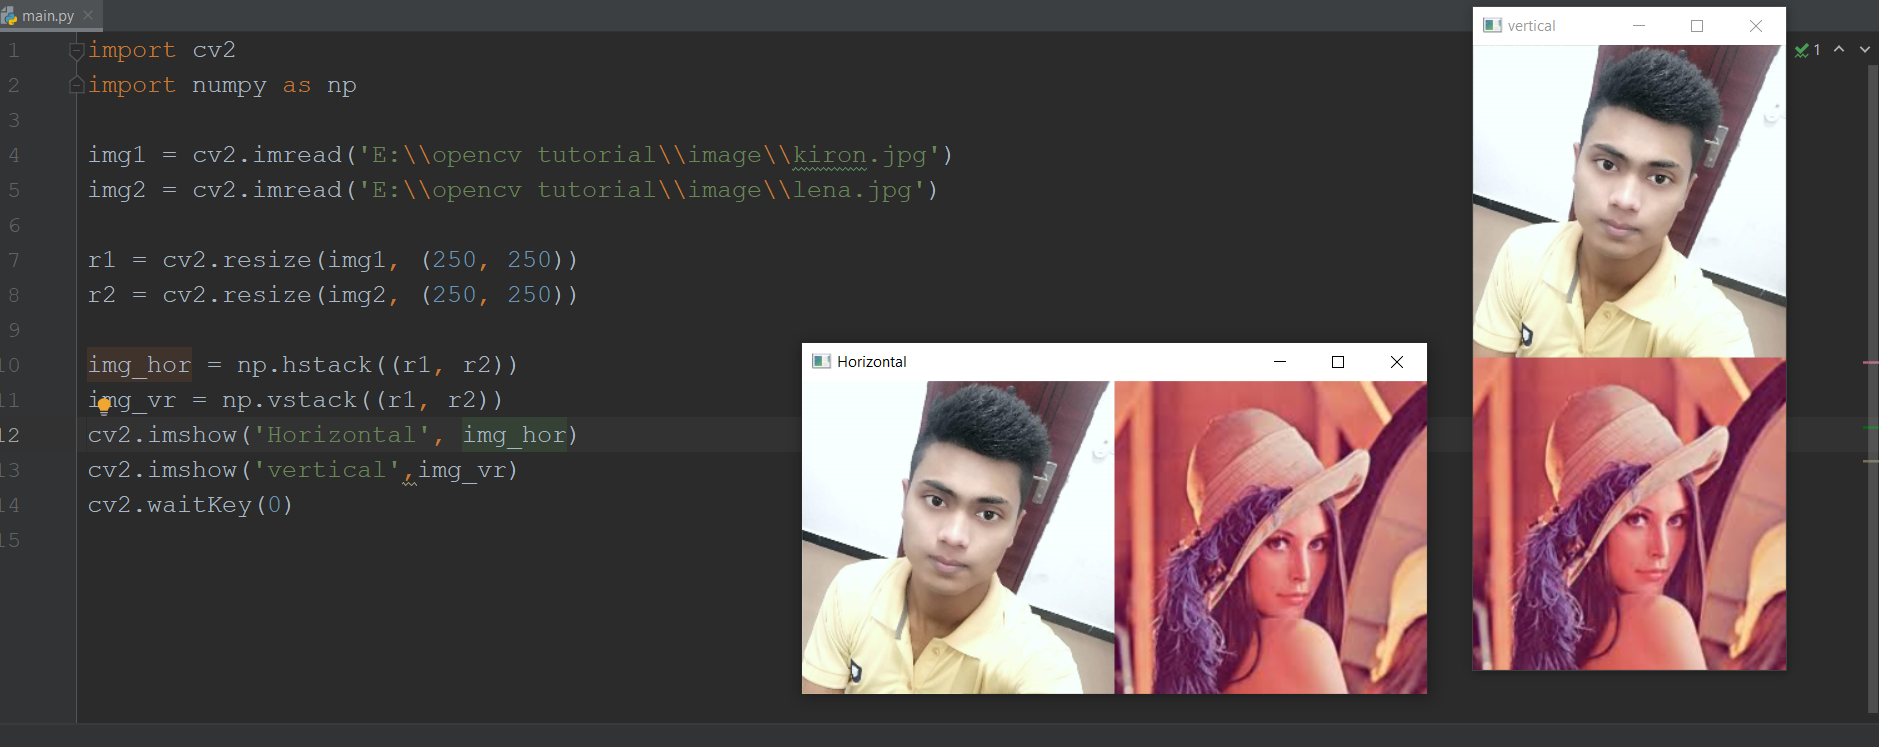 main.py
1 import cv2
2 import numpy as np
3
4 img1 = cv2.imread('E:\\opencv tutorial\\image\\kiron.jpg')
5 img2 = cv2.imread('E:\\opencv tutorial\\image\\lena.jpg')
6
7 r1 = cv2.resize(img1, (250, 250))
8 r2 = cv2.resize(img2, (250, 250))
9
10 img_hor = np.hstack((r1, r2))
11 img_vr = np.vstack((r1, r2))
12 cv2.imshow('Horizontal', img_hor)
13 cv2.imshow('vertical',img_vr)
14 cv2.waitKey(0)
15
Horizontal
vertical
1